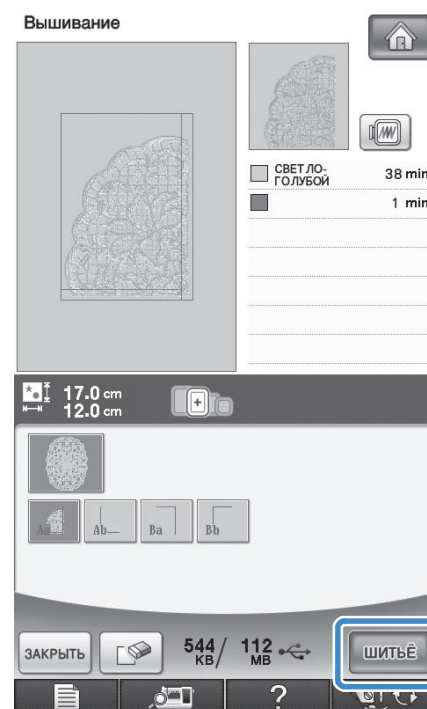 Вышивание
СВЕТЛО-
ГОЛУБОЙ
38 min
1 min
17.0 cm
12.0 cm
Aa
Ab
Ba
Bb
ЗАКРЫТЬ
544 KB/
112 MB
ШИТЬЁ
?